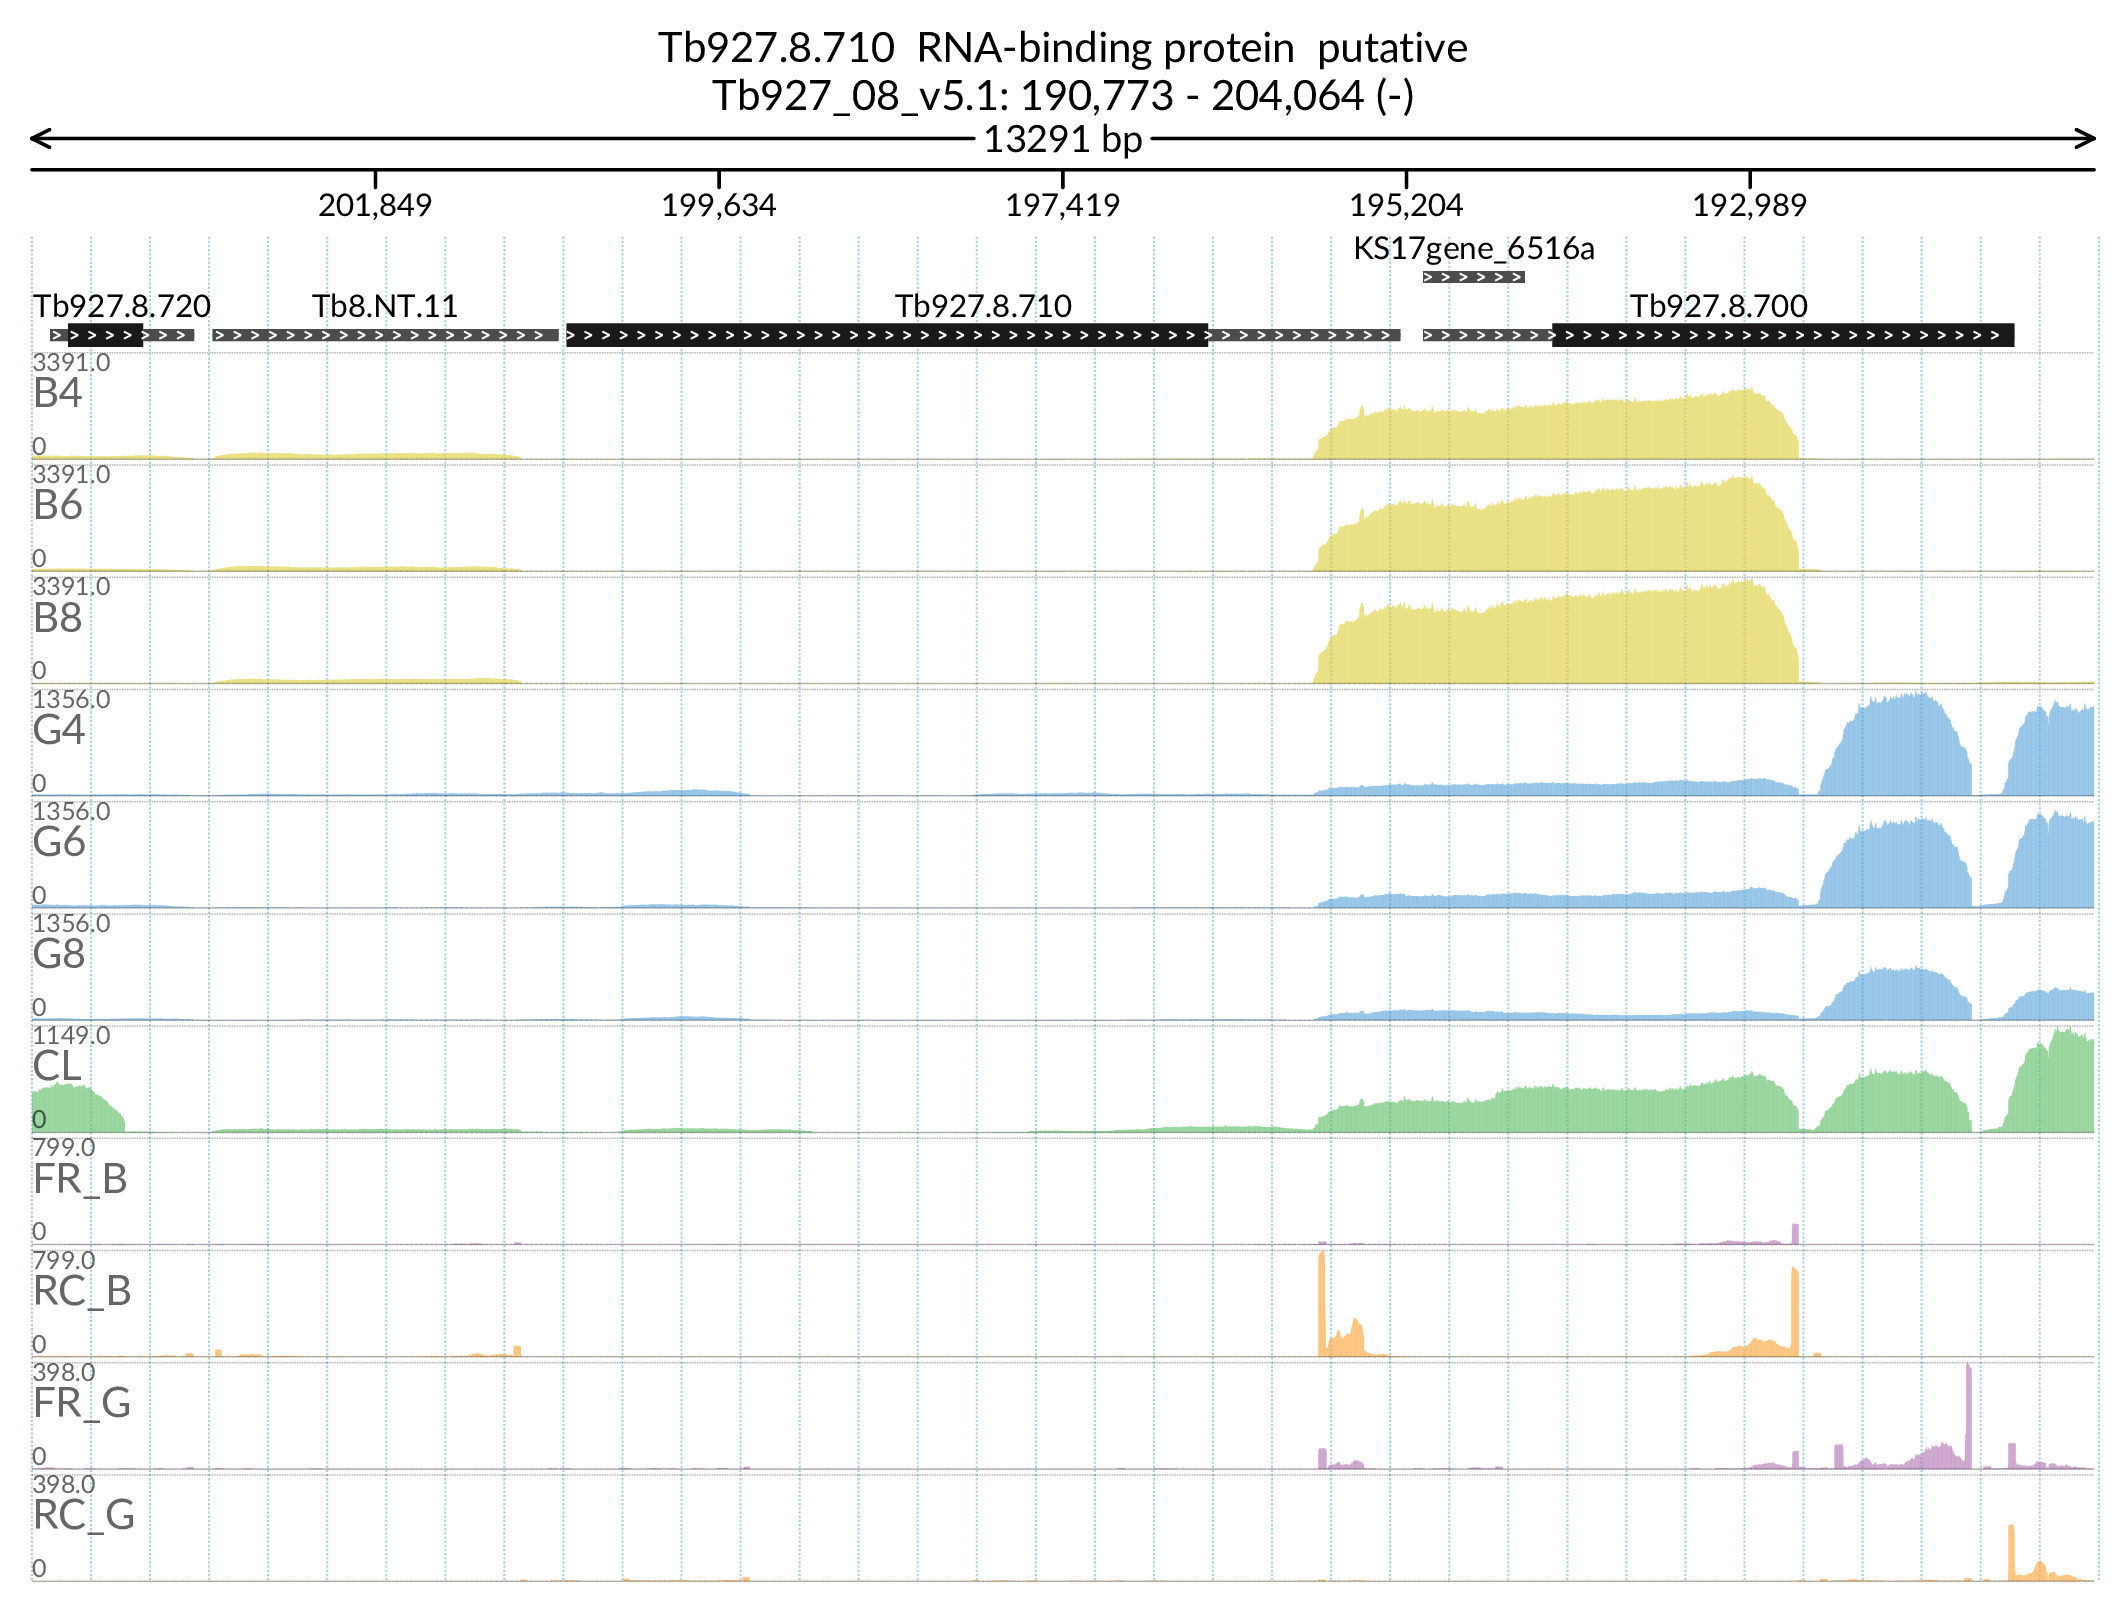 Tb927.8.710  RNA-binding protein  putative
Tb927_08_v5.1: 190,773 - 204,064 (-)
13291 bp
201,849 199,634 197,419 195,204 192,989
KS17gene_6516a
Tb927.8.720 Tb8.NT.11 Tb927.8.710 Tb927.8.700
3391.0
B4
0
3391.0
B6
0
3391.0
B8
0
1356.0
G4
0
1356.0
G6
0
1356.0
G8
0
1149.0
CL
0
799.0
FR_B
0
799.0
RC_B
0
398.0
FR_G
0
398.0
RC_G
0